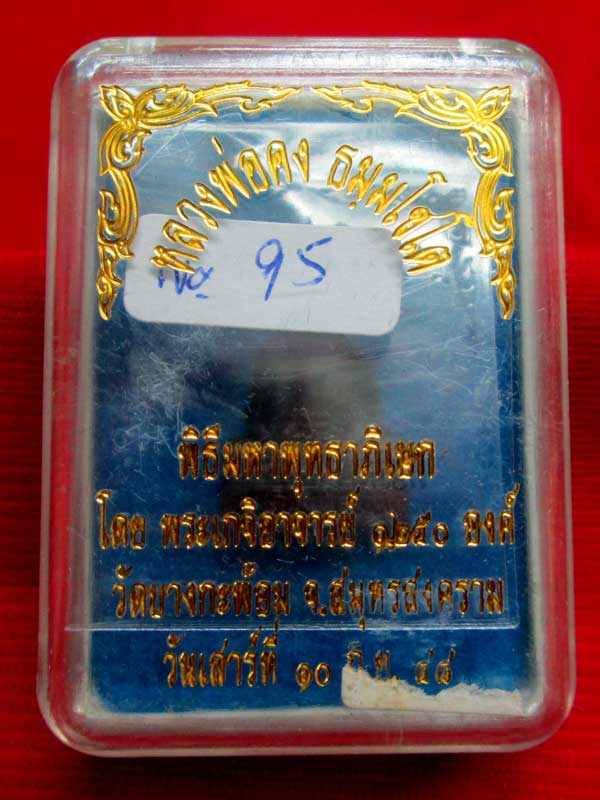 หลวงพ่อคง ธมฺมโชโต
No. 95
พิธีมหาพุทธาภิเษก
โดย พระเกจิอาจารย์ ๑๒๕๐ องค์
วัดบางกะพ้อม จ.สมุทรสงคราม
วันเสาร์ที่ ๑๐ ก.ย. ๔๘